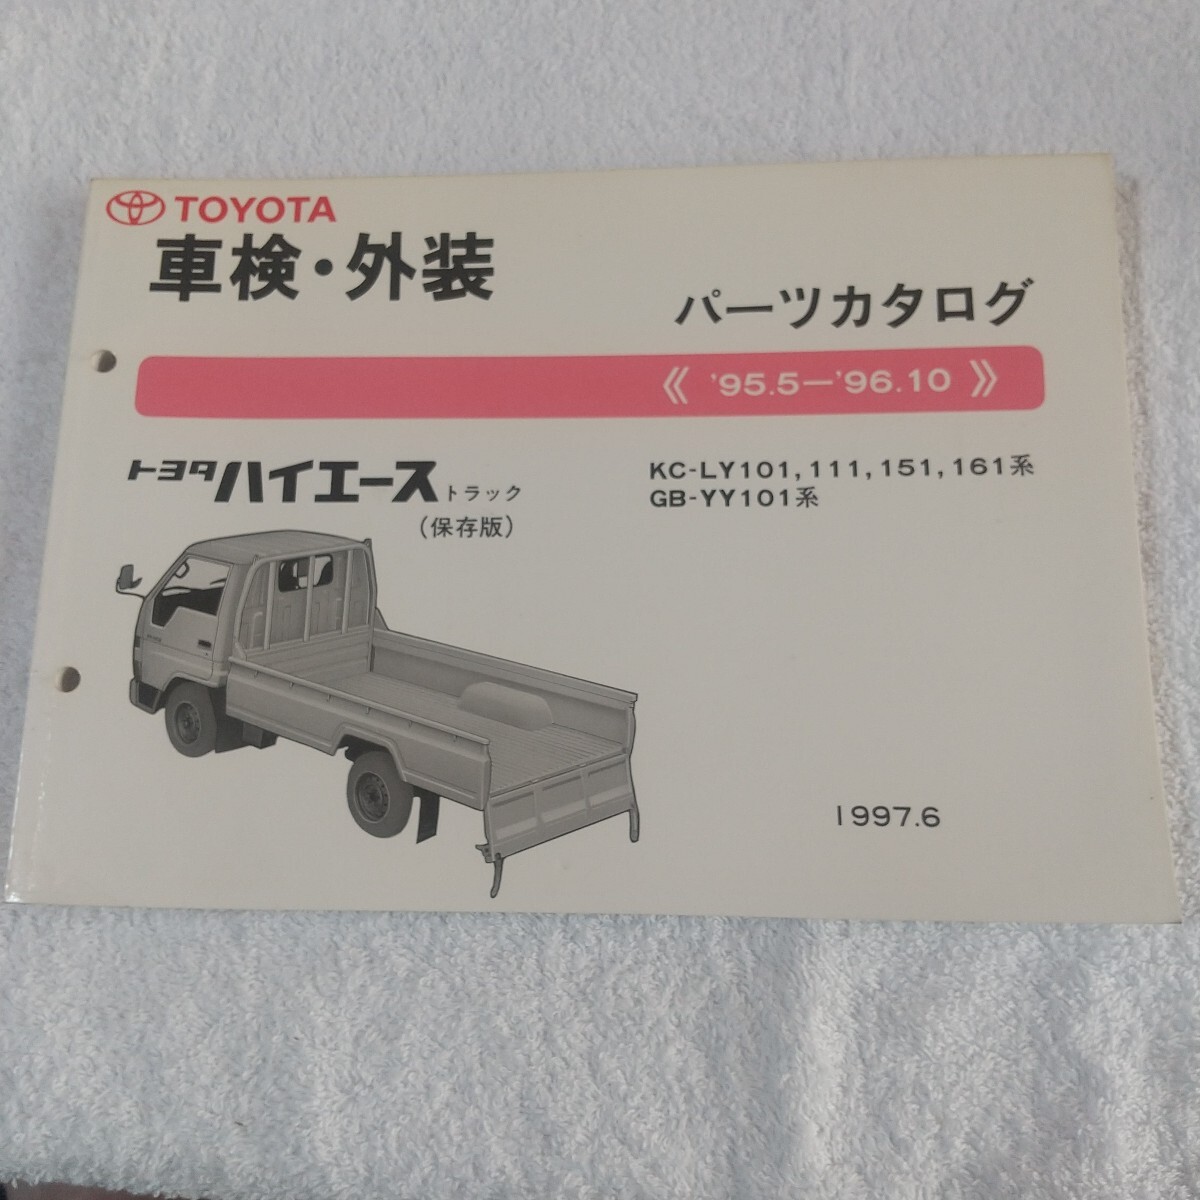 TOYOTA
車検・外装
パーツカタログ
《 '95.5—'96.10 》
トヨタ ハイエース トラック
(保存版)
KC-LY101, 111, 151, 161系
GB-YY101系
1997.6